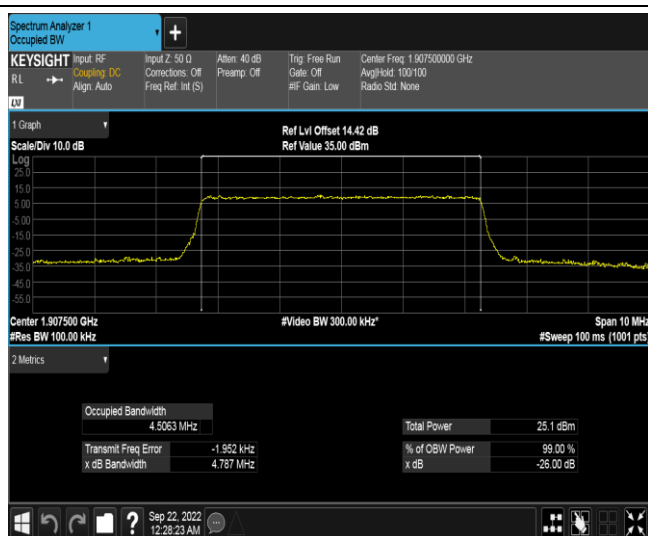 Spectrum Analyzer 1
Occupied BW
+
KEYSIGHT
RL
LXI
Input: RF
Coupling: DC
Align: Auto
Input Z: 50 Ω
Corrections: Off
Freq Ref: Int (S)
Atten: 40 dB
Preamp: Off
Trig: Free Run
Gate: Off
#IF Gain: Low
Center Freq: 1.907500000 GHz
Avg|Hold: 100/100
Radio Std: None
1 Graph
Scale/Div 10.0 dB
Ref Lvl Offset 14.42 dB
Ref Value 35.00 dBm
Log
25.0
15.0
5.00
-5.00
-15.0
-25.0
-35.0
-45.0
-55.0
Center 1.907500 GHz
#Res BW 100.00 kHz
#Video BW 300.00 kHz*
Span 10 MHz
#Sweep 100 ms (1001 pts)
2 Metrics
Occupied Bandwidth
4.5063 MHz
Total Power 25.1 dBm
Transmit Freq Error -1.952 kHz
% of OBW Power 99.00 %
x dB Bandwidth 4.787 MHz
x dB -26.00 dB
?
Sep 22, 2022
12:28:23 AM